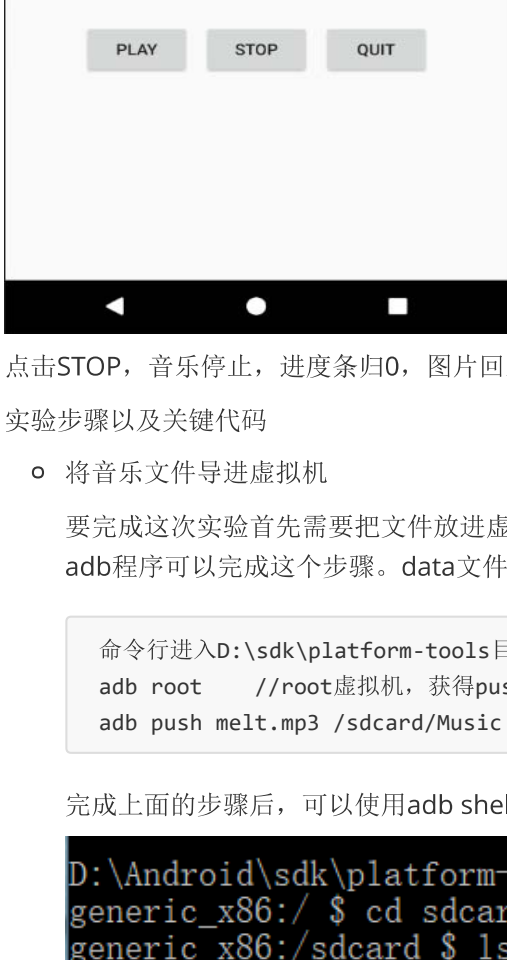 PLAY STOP QUIT
点击STOP，音乐停止，进度条归0，图片回
实验步骤以及关键代码
将音乐文件导进虚拟机
要完成这次实验首先需要把文件放进虚
adb程序可以完成这个步骤。data文件
命令行进入D:\sdk\platform-tools目
adb root //root虚拟机，获得pus
adb push melt.mp3 /sdcard/Music
完成上面的步骤后，可以使用adb shel
D:\Android\sdk\platform-
generic_x86:/ $ cd sdcar
generic_x86:/sdcard $ ls